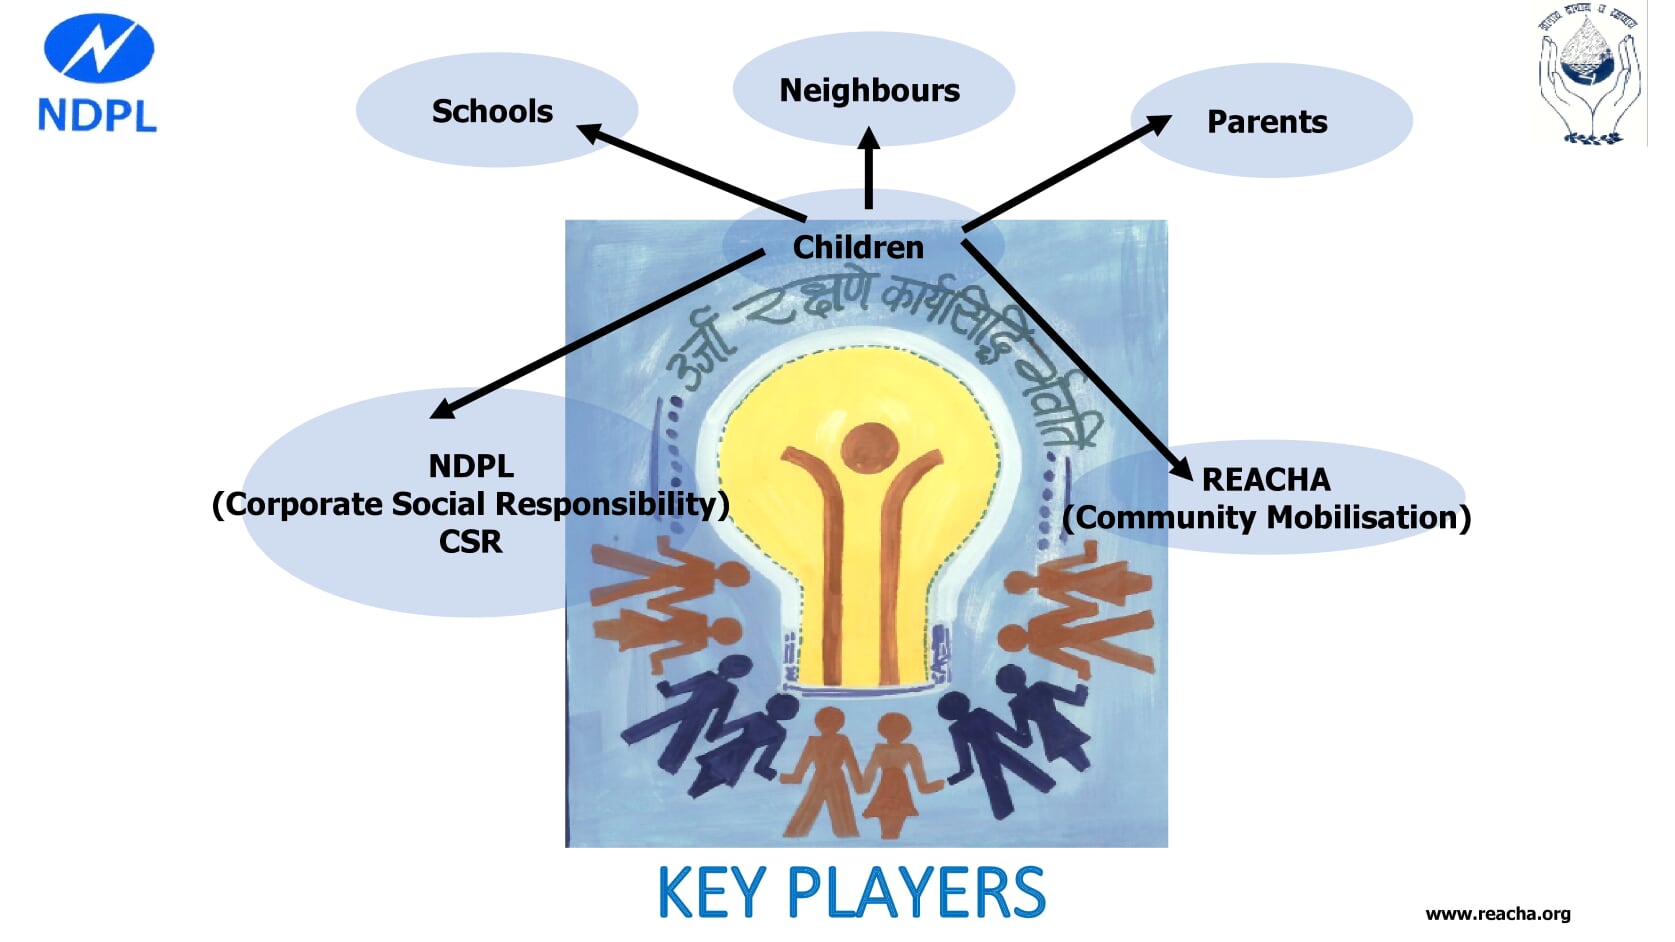 NDPL
Schools
Neighbours
Parents
Children
उर्जा रक्षणे कार्यसिद्धि र्भवति
NDPL
(Corporate Social Responsibility)
CSR
REACHA
(Community Mobilisation)
KEY PLAYERS
www.reacha.org